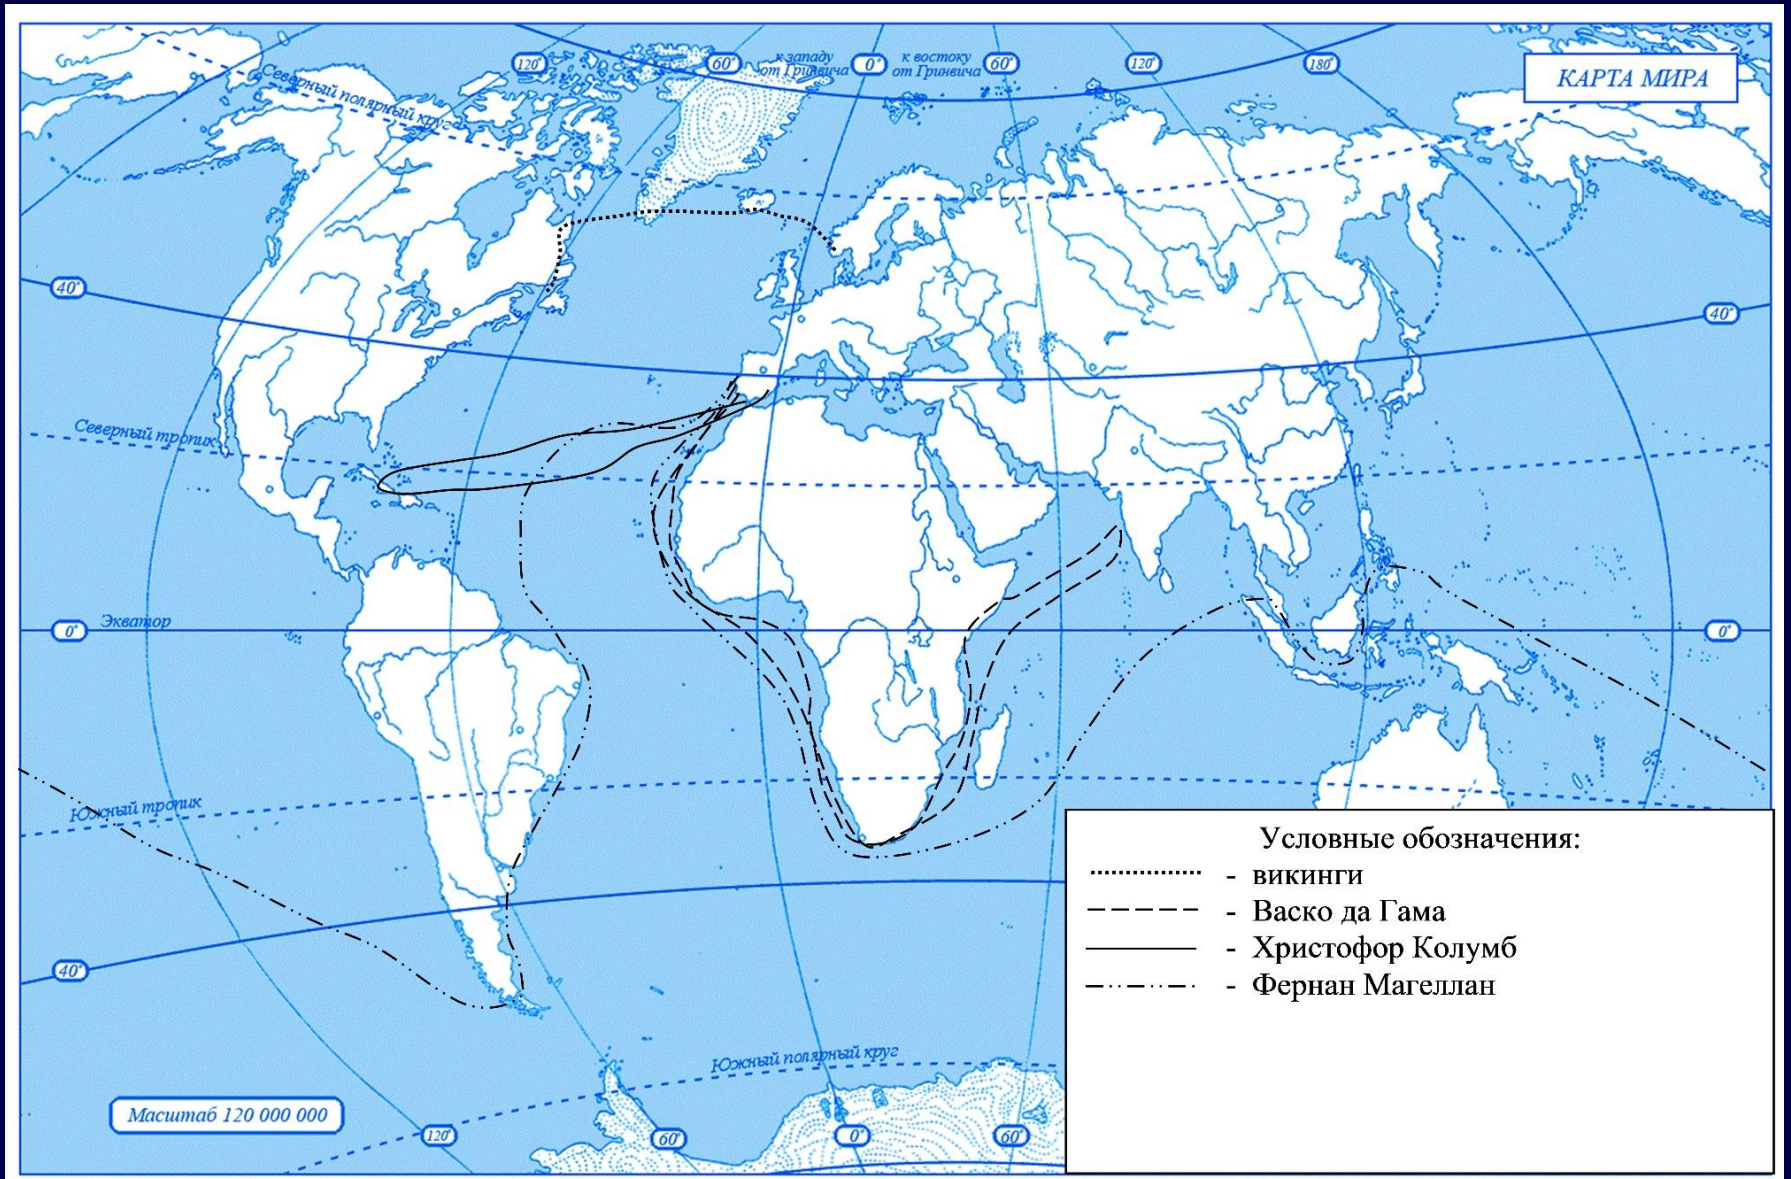 120°
60°
к западу
от Гринвича
0°
к востоку
от Гринвича
60°
120°
180°
КАРТА МИРА
Северный полярный круг
40°
40°
Северный тропик
Экватор
0°
0°
Южный тропик
40°
Южный полярный круг
Масштаб 120 000 000
120°
60°
0°
60°
Условные обозначения:
- викинги
- Васко да Гама
- Христофор Колумб
- Фернан Магеллан